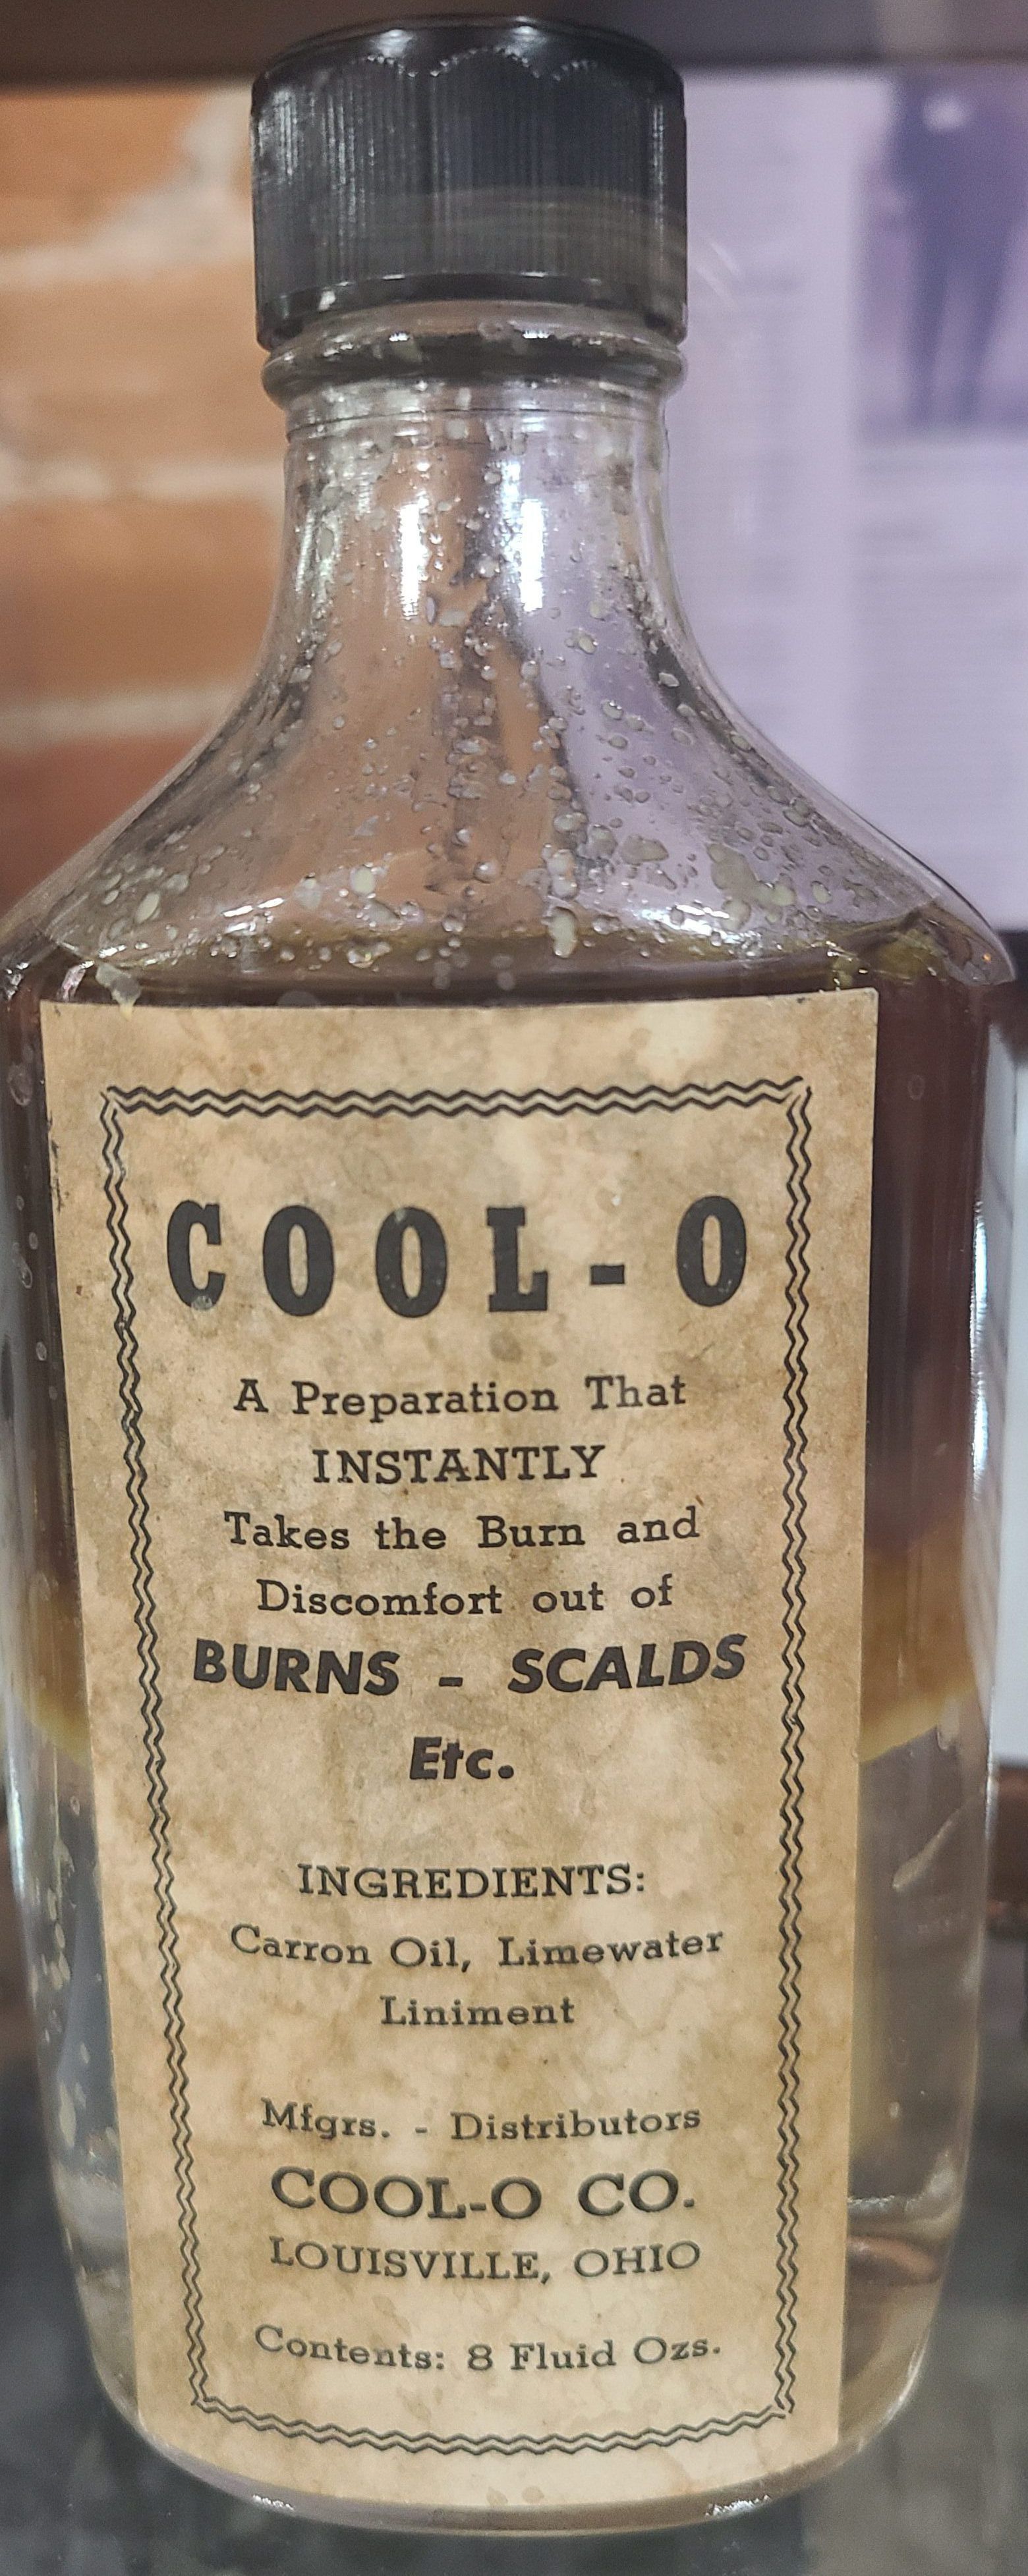 COOL-O
A Preparation That
INSTANTLY
Takes the Burn and
Discomfort out of
BURNS - SCALDS
Etc.
INGREDIENTS:
Carron Oil, Limewater
Liniment
Mfgrs. - Distributors
COOL-O CO.
LOUISVILLE, OHIO
Contents: 8 Fluid Ozs.